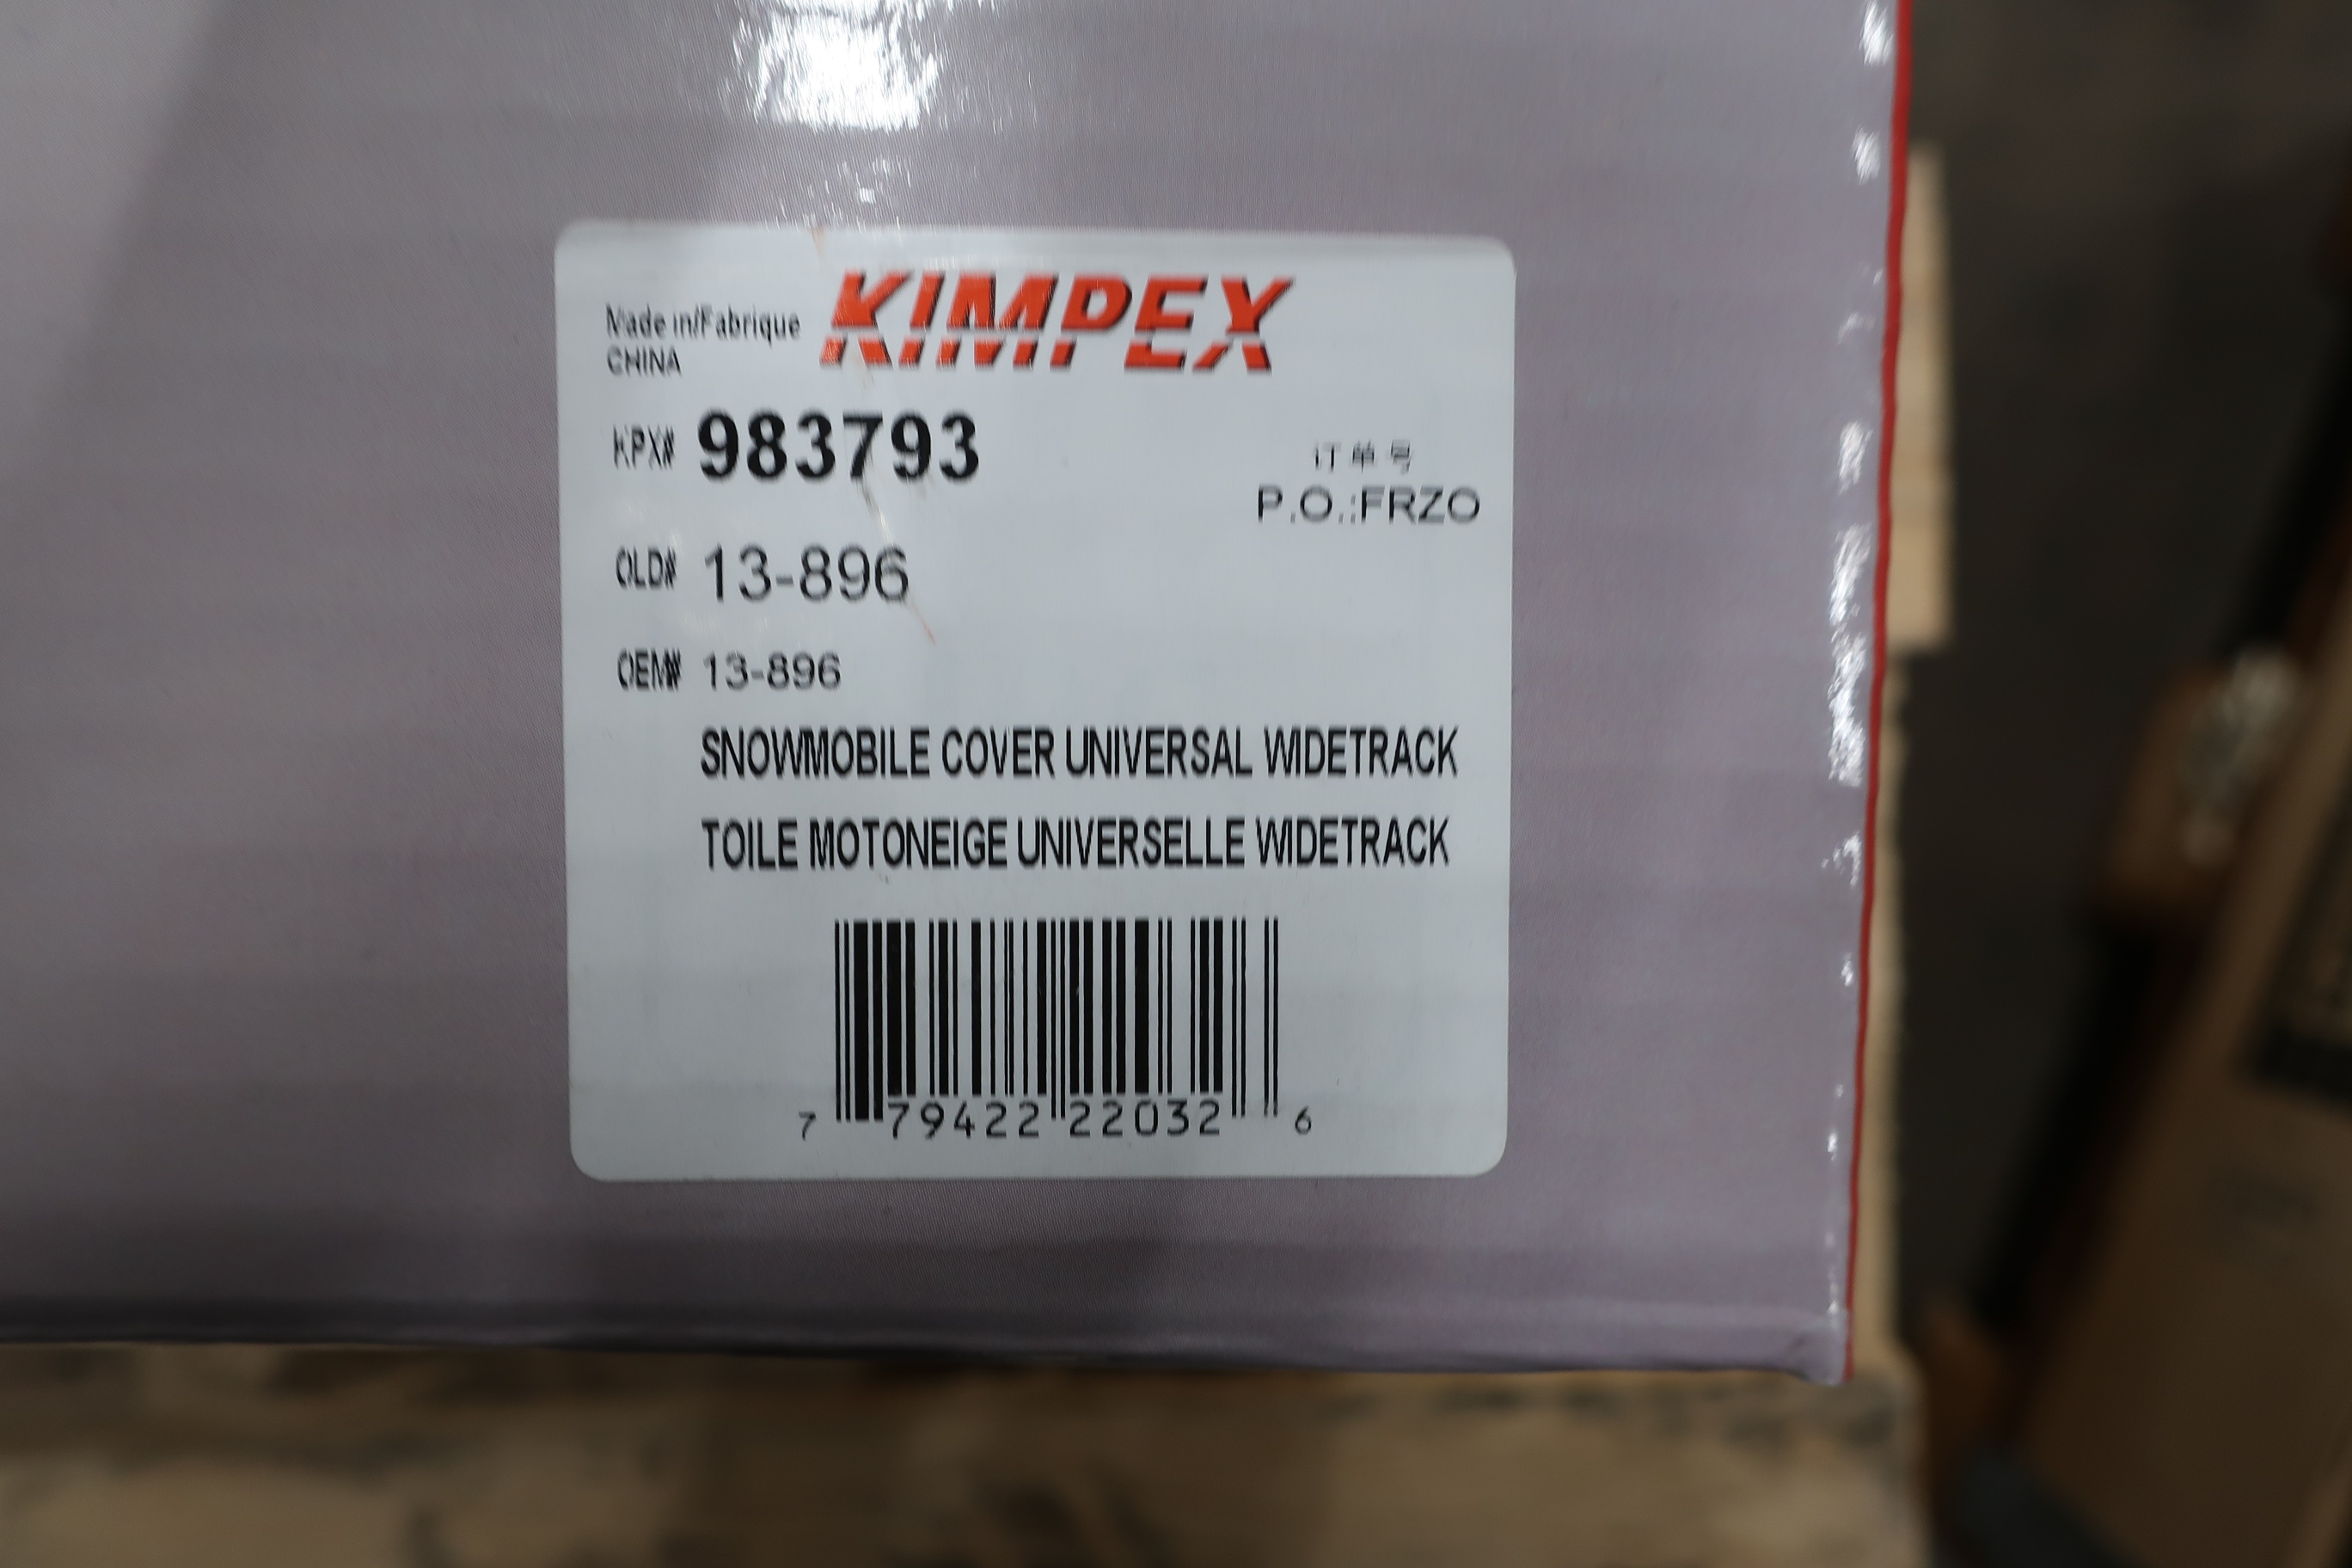 KIMPEX
Made in/Fabrique
CHINA
KPX# 983793
订单号
P.O.:FRZO
OLD# 13-896
OEM# 13-896
SNOWMOBILE COVER UNIVERSAL WIDETRACK
TOILE MOTONEIGE UNIVERSELLE WIDETRACK
7 79422 22032 6